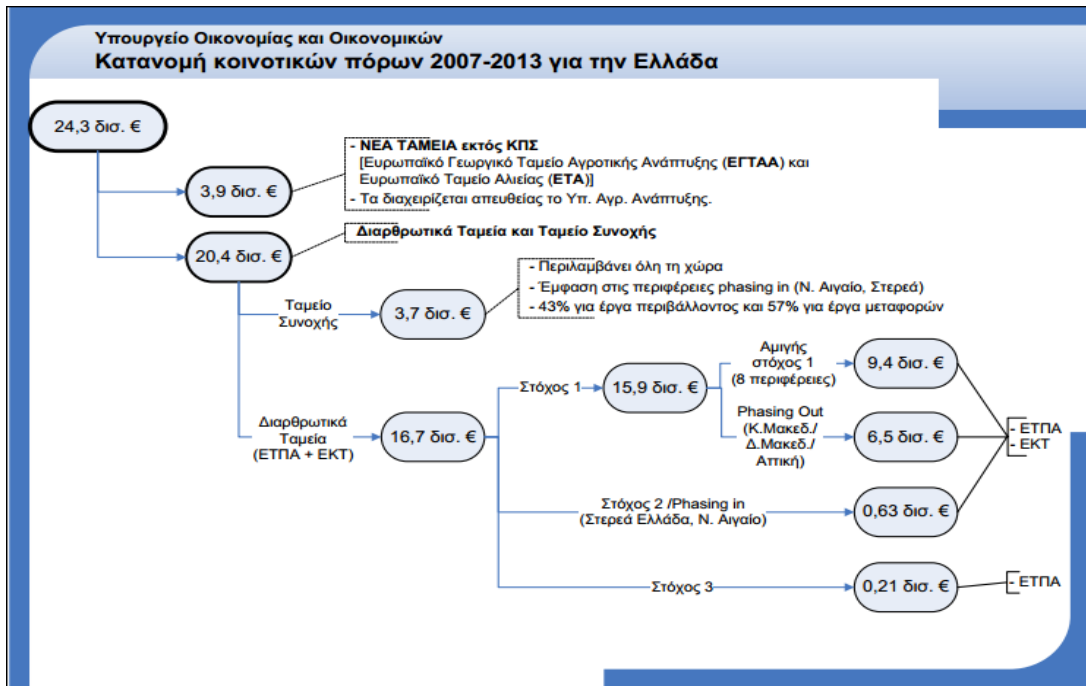 Υπουργείο Οικονομίας και Οικονομικών
Κατανομή κοινοτικών πόρων 2007-2013 για την Ελλάδα
24,3 δισ. €
- ΝΕΑ ΤΑΜΕΙΑ εκτός ΚΠΣ
[Ευρωπαϊκό Γεωργικό Ταμείο Αγροτικής Ανάπτυξης (ΕΓΤΑΑ) και
Ευρωπαϊκό Ταμείο Αλιείας (ΕΤΑ)]
- Τα διαχειρίζεται απευθείας το Υπ. Αγρ. Ανάπτυξης.
3,9 δισ. €
Διαρθρωτικά Ταμεία και Ταμείο Συνοχής
20,4 δισ. €
- Περιλαμβάνει όλη τη χώρα
- Έμφαση στις περιφέρειες phasing in (Ν. Αιγαίο, Στερεά)
- 43% για έργα περιβάλλοντος και 57% για έργα μεταφορών
Ταμείο
Συνοχής
3,7 δισ. €
Αμιγής
στόχος 1
(8 περιφέρειες)
9,4 δισ. €
Στόχος 1
15,9 δισ. €
Phasing Out
(Κ.Μακεδ./
Δ.Μακεδ./
Αττική)
6,5 δισ. €
- ΕΤΠΑ
- ΕΚΤ
Διαρθρωτικά
Ταμεία
(ΕΤΠΑ + ΕΚΤ)
16,7 δισ. €
Στόχος 2 /Phasing in
(Στερεά Ελλάδα, Ν. Αιγαίο)
0,63 δισ. €
Στόχος 3
0,21 δισ. €
- ΕΤΠΑ